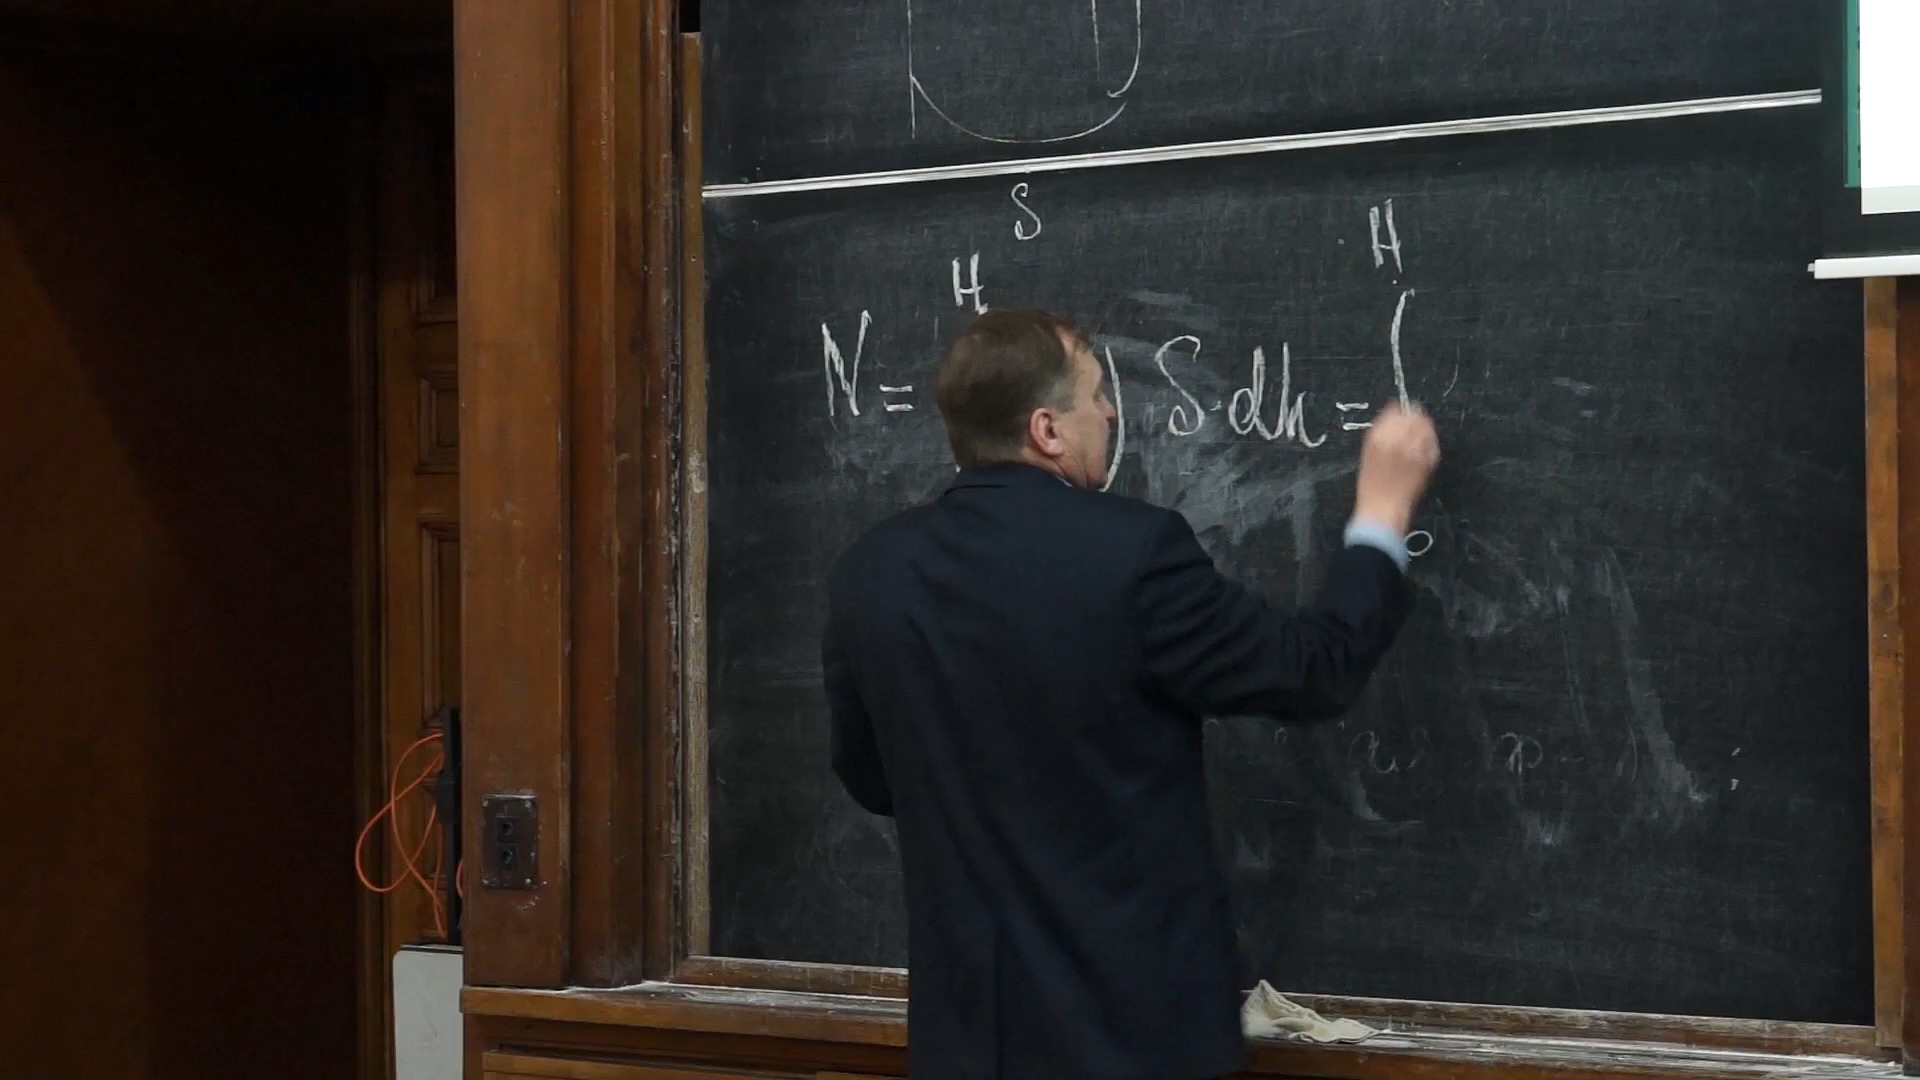 S
H H
N = ) S·dh = ∫
0